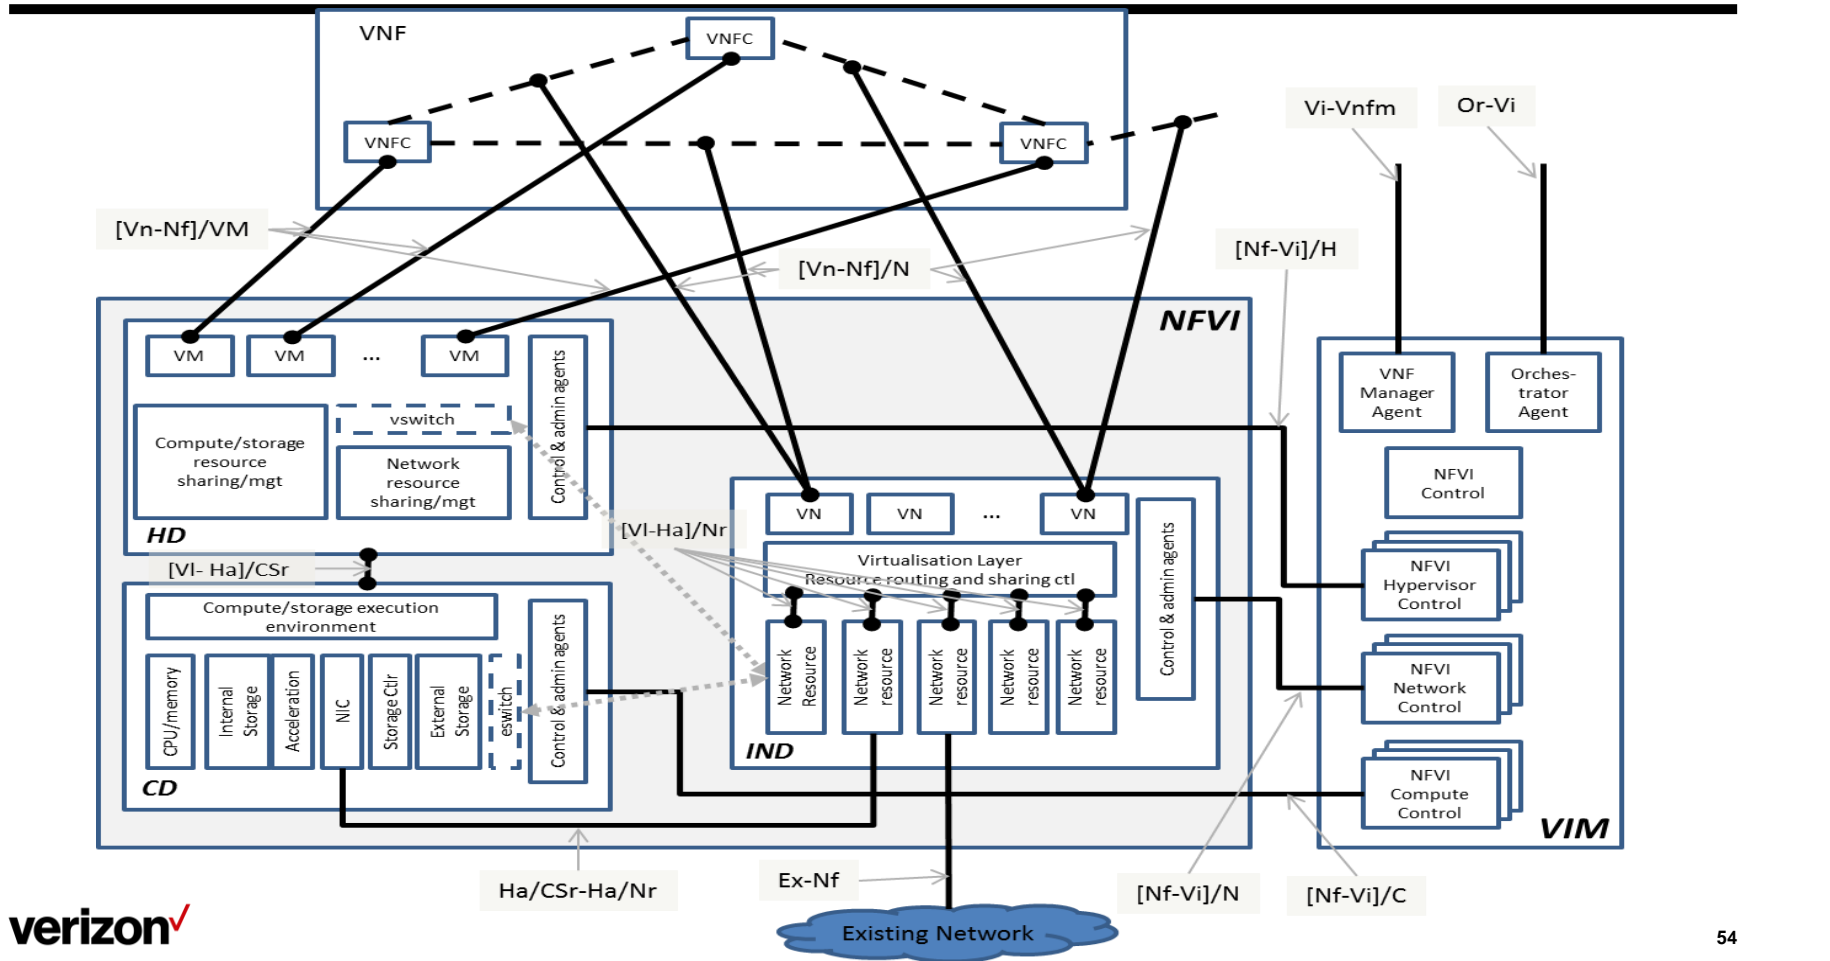 VNF
VNFC
VNFC
VNFC
Vi-Vnfm
Or-Vi
[Vn-Nf]/VM
[Vn-Nf]/N
[Nf-Vi]/H
NFVI
VM
VM
...
VM
Control & admin agents
vswitch
Compute/storage
resource
sharing/mgt
Network
resource
sharing/mgt
HD
[Vl- Ha]/CSr
Compute/storage execution
environment
CPU/memory
Internal
Storage
Acceleration
NIC
Storage Ctlr
External
Storage
eswitch
Control & admin agents
CD
[Vl-Ha]/Nr
VN
VN
...
VN
Virtualisation Layer
Resource routing and sharing ctl
Network
Resource
Network
resource
Network
resource
Network
resource
Network
resource
Control & admin agents
IND
VNF
Manager
Agent
Orches-
trator
Agent
NFVI
Control
NFVI
Hypervisor
Control
NFVI
Network
Control
NFVI
Compute
Control
VIM
Ha/CSr-Ha/Nr
Ex-Nf
[Nf-Vi]/N
[Nf-Vi]/C
Existing Network
verizon
54